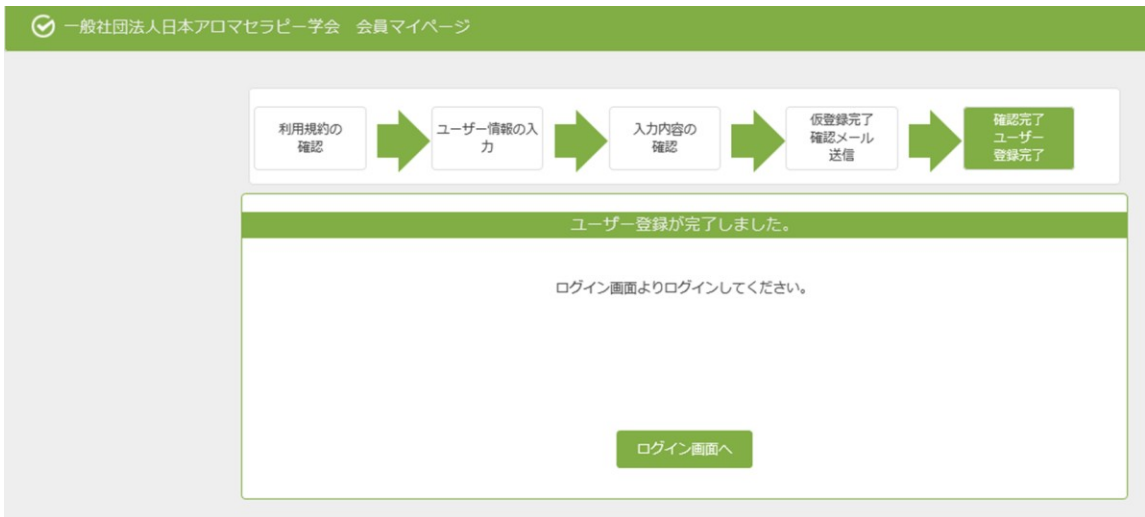 一般社団法人日本アロマセラピー学会　会員マイページ
利用規約の
確認
ユーザー情報の入
力
入力内容の
確認
仮登録完了
確認メール
送信
確認完了
ユーザー
登録完了
ユーザー登録が完了しました。
ログイン画面よりログインしてください。
ログイン画面へ